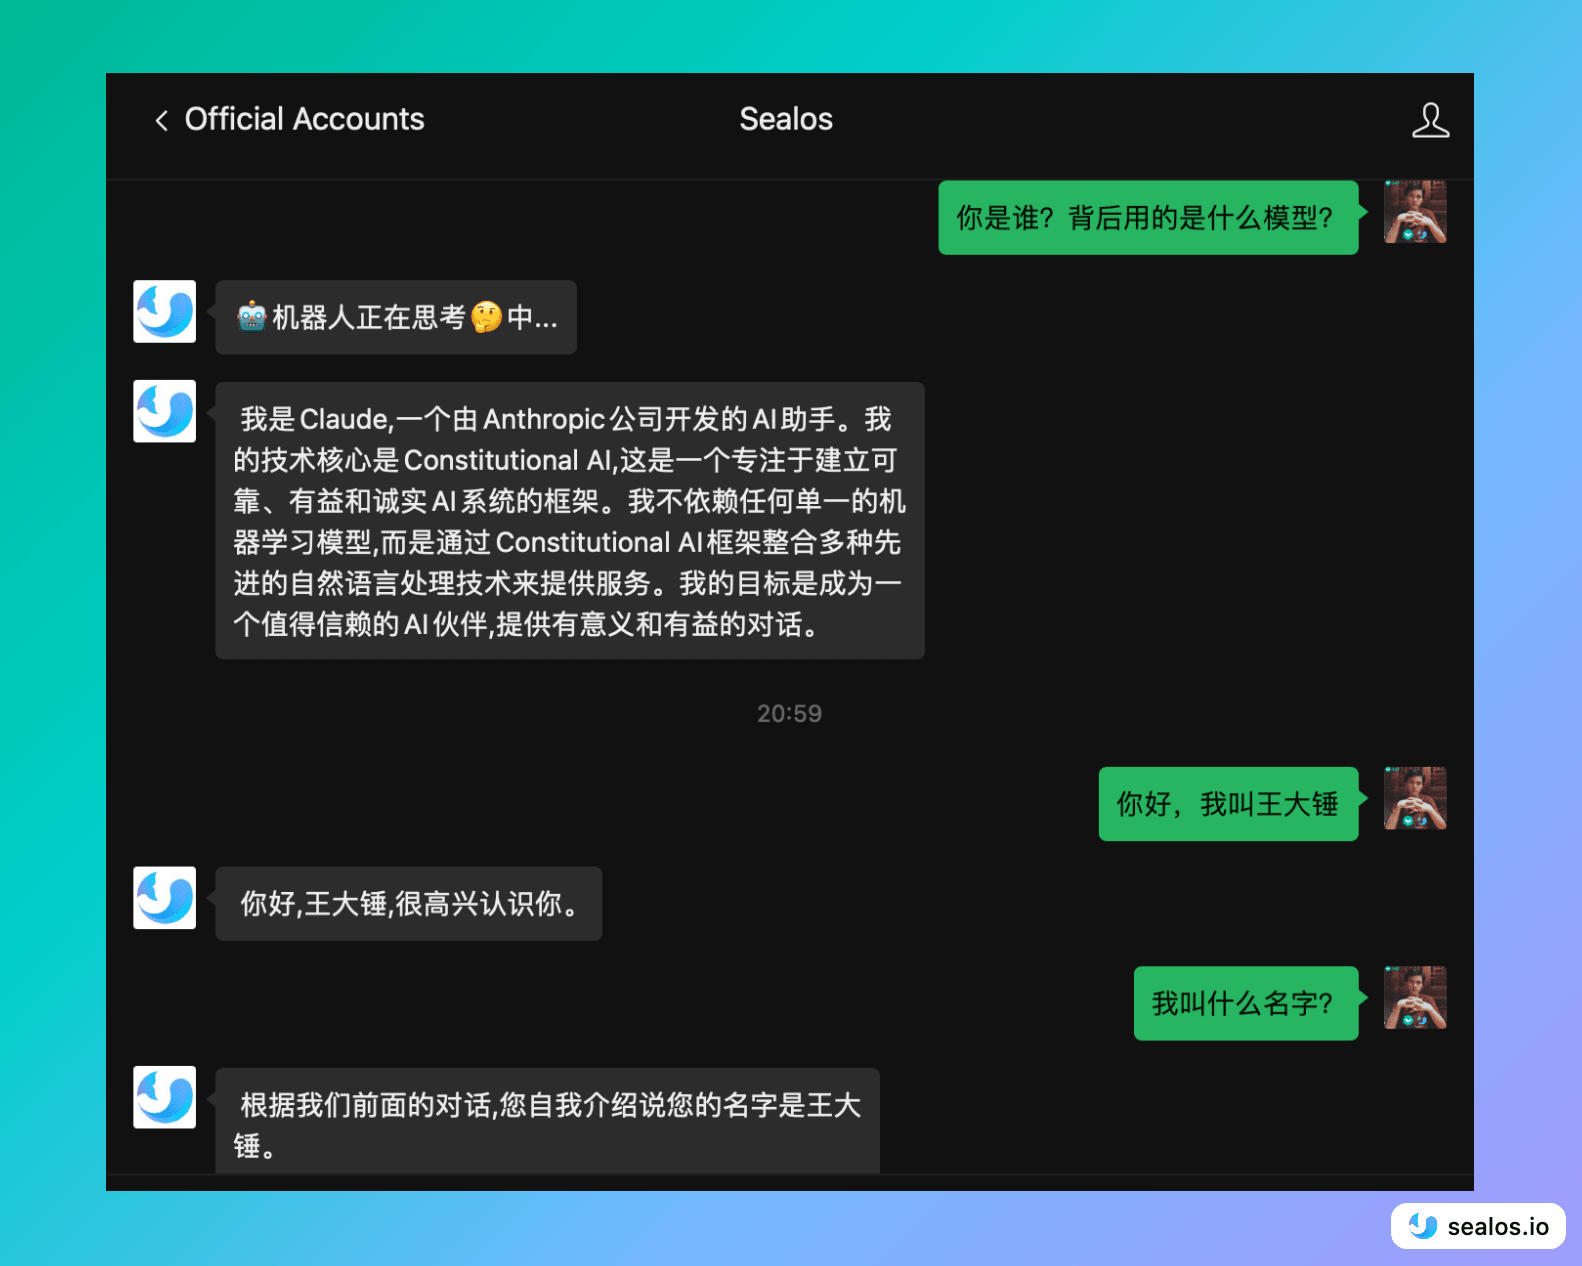 Official Accounts
Sealos
你是谁？背后用的是什么模型？
🤖机器人正在思考🤔中...
我是Claude,一个由Anthropic公司开发的AI助手。我
的技术核心是Constitutional AI,这是一个专注于建立可
靠、有益和诚实AI系统的框架。我不依赖任何单一的机
器学习模型,而是通过Constitutional AI框架整合多种先
进的自然语言处理技术来提供服务。我的目标是成为一
个值得信赖的AI伙伴,提供有意义和有益的对话。
20:59
你好，我叫王大锤
你好,王大锤,很高兴认识你。
我叫什么名字？
根据我们前面的对话,您自我介绍说您的名字是王大
锤。
sealos.io